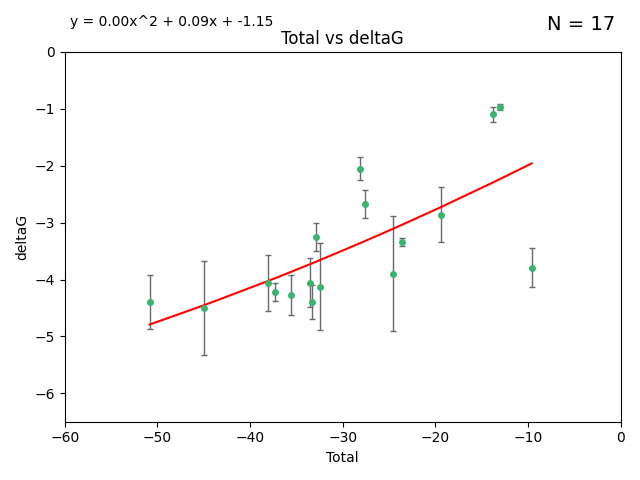 y = 0.00x^2 + 0.09x + -1.15
N = 17
Total vs deltaG
0
−1
−2
−3
−4
−5
−6
deltaG
−60 −50 −40 −30 −20 −10 0
Total